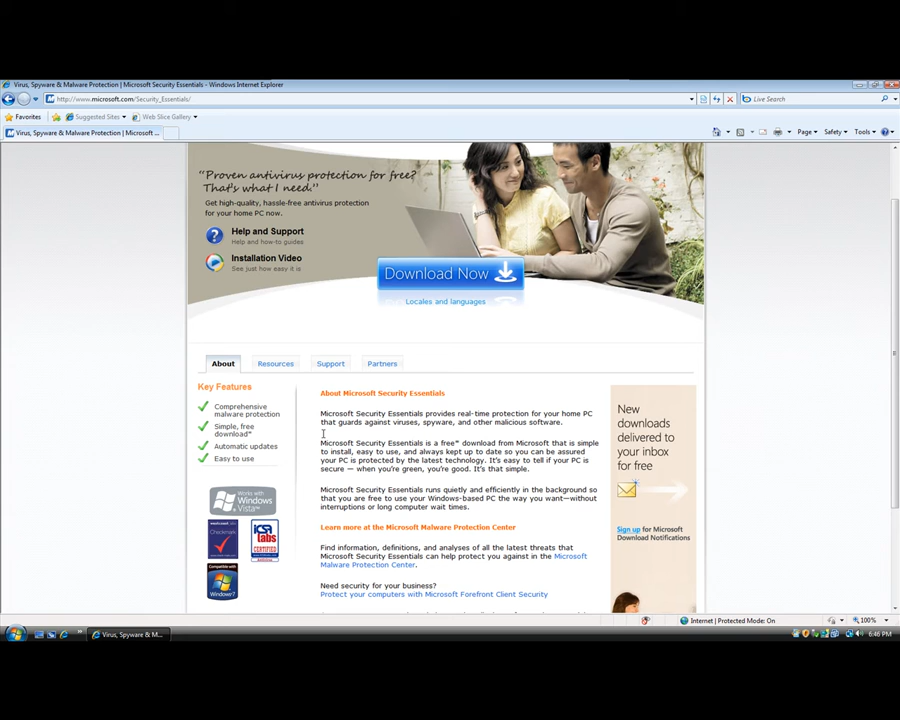 Virus, Spyware & Malware Protection | Microsoft Security Essentials - Windows Internet Explorer
http://www.microsoft.com/Security_Essentials/
Live Search
Favorites
Suggested Sites
Web Slice Gallery
Virus, Spyware & Malware Protection | Microsoft ...
Page
Safety
Tools
“Proven antivirus protection for free?
That's what I need.”
Get high-quality, hassle-free antivirus protection
for your home PC now.
Help and Support
Help and how-to guides
Installation Video
See just how easy it is
Download Now
Locales and languages
About
Resources
Support
Partners
Key Features
Comprehensive
malware protection
Simple, free
download*
Automatic updates
Easy to use
Works with
Windows
Vista™
Checkmark
ICSA
labs
CERTIFIED
Compatible with
Windows 7
About Microsoft Security Essentials
Microsoft Security Essentials provides real-time protection for your home PC
that guards against viruses, spyware, and other malicious software.
Microsoft Security Essentials is a free* download from Microsoft that is simple
to install, easy to use, and always kept up to date so you can be assured
your PC is protected by the latest technology. It's easy to tell if your PC is
secure — when you're green, you're good. It's that simple.
Microsoft Security Essentials runs quietly and efficiently in the background so
that you are free to use your Windows-based PC the way you want—without
interruptions or long computer wait times.
Learn more at the Microsoft Malware Protection Center
Find information, definitions, and analyses of all the latest threats that
Microsoft Security Essentials can help protect you against in the Microsoft
Malware Protection Center.
Need security for your business?
Protect your computers with Microsoft Forefront Client Security
New
downloads
delivered to
your inbox
for free
Sign up for Microsoft
Download Notifications
Internet | Protected Mode: On
100%
Virus, Spyware & M...
6:46 PM